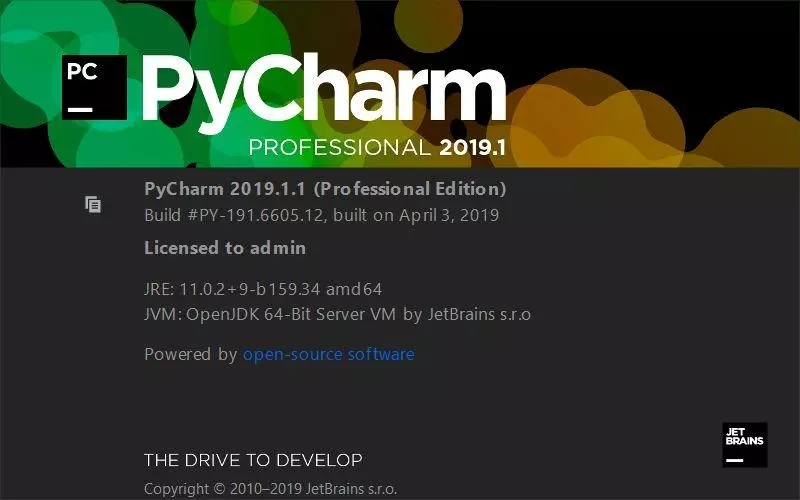 PC
PyCharm
PROFESSIONAL 2019.1
PyCharm 2019.1.1 (Professional Edition)
Build #PY-191.6605.12, built on April 3, 2019
Licensed to admin
JRE: 11.0.2+9-b159.34 amd64
JVM: OpenJDK 64-Bit Server VM by JetBrains s.r.o
Powered by open-source software
JET
BRAINS
THE DRIVE TO DEVELOP
Copyright © 2010–2019 JetBrains s.r.o.